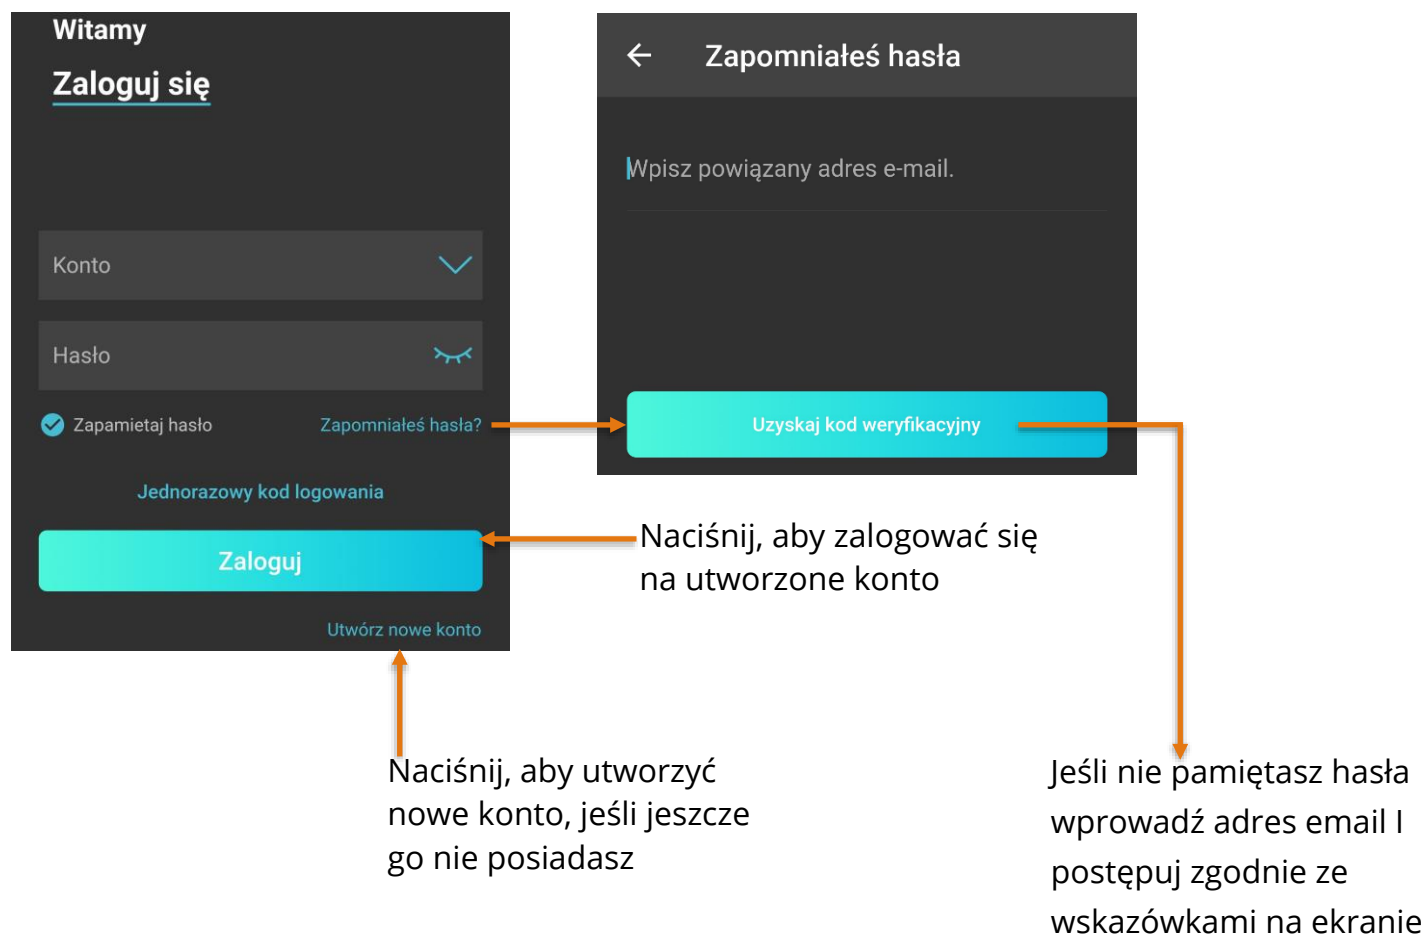 Witamy
Zaloguj się
Konto
Hasło
Zapamietaj hasło
Zapomniałeś hasła?
Jednorazowy kod logowania
Zaloguj
Utwórz nowe konto
Zapomniałeś hasła
Wpisz powiązany adres e-mail.
Uzyskaj kod weryfikacyjny
Naciśnij, aby zalogować się
na utworzone konto
Naciśnij, aby utworzyć
nowe konto, jeśli jeszcze
go nie posiadasz
Jeśli nie pamiętasz hasła
wprowadź adres email I
postępuj zgodnie ze
wskazówkami na ekranie